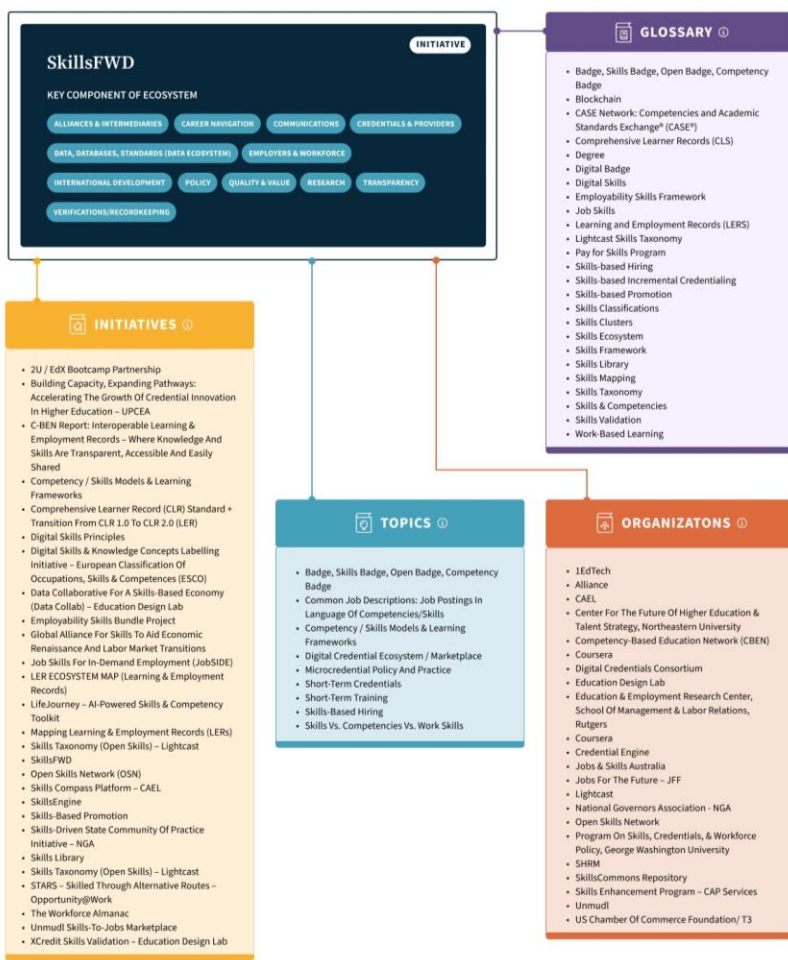 INITIATIVE
SkillsFWD
KEY COMPONENT OF ECOSYSTEM
ALLIANCES & INTERMEDIARIES
CAREER NAVIGATION
COMMUNICATIONS
CREDENTIALS & PROVIDERS
DATA, DATABASES, STANDARDS (DATA ECOSYSTEM)
EMPLOYERS & WORKFORCE
INTERNATIONAL DEVELOPMENT
POLICY
QUALITY & VALUE
RESEARCH
TRANSPARENCY
VERIFICATIONS/RECORDKEEPING
GLOSSARY
• Badge, Skills Badge, Open Badge, Competency
Badge
• Blockchain
• CASE Network: Competencies and Academic
Standards Exchange® (CASE®)
• Comprehensive Learner Records (CLS)
• Degree
• Digital Badge
• Digital Skills
• Employability Skills Framework
• Job Skills
• Learning and Employment Records (LERS)
• Lightcast Skills Taxonomy
• Pay for Skills Program
• Skills-based Hiring
• Skills-based Incremental Credentialing
• Skills-based Promotion
• Skills Classifications
• Skills Clusters
• Skills Ecosystem
• Skills Framework
• Skills Library
• Skills Mapping
• Skills Taxonomy
• Skills & Competencies
• Skills Validation
• Work-Based Learning
INITIATIVES
• 2U / EdX Bootcamp Partnership
• Building Capacity, Expanding Pathways:
Accelerating The Growth Of Credential Innovation
In Higher Education – UPCEA
• C-BEN Report: Interoperable Learning &
Employment Records – Where Knowledge And
Skills Are Transparent, Accessible And Easily
Shared
• Competency / Skills Models & Learning
Frameworks
• Comprehensive Learner Record (CLR) Standard +
Transition From CLR 1.0 To CLR 2.0 (LER)
• Digital Skills Principles
• Digital Skills & Knowledge Concepts Labelling
Initiative – European Classification Of
Occupations, Skills & Competences (ESCO)
• Data Collaborative For A Skills-Based Economy
(Data Collab) – Education Design Lab
• Employability Skills Bundle Project
• Global Alliance For Skills To Aid Economic
Renaissance And Labor Market Transitions
• Job Skills For In-Demand Employment (JobSIDE)
• LER ECOSYSTEM MAP (Learning & Employment
Records)
• LifeJourney – AI-Powered Skills & Competency
Toolkit
• Mapping Learning & Employment Records (LERs)
• Skills Taxonomy (Open Skills) – Lightcast
• SkillsFWD
• Open Skills Network (OSN)
• Skills Compass Platform – CAEL
• SkillsEngine
• Skills-Based Promotion
• Skills-Driven State Community Of Practice
Initiative – NGA
• Skills Library
• Skills Taxonomy (Open Skills) – Lightcast
• STARS – Skilled Through Alternative Routes –
Opportunity@Work
• The Workforce Almanac
• Unmudl Skills-To-Jobs Marketplace
• XCredit Skills Validation – Education Design Lab
TOPICS
• Badge, Skills Badge, Open Badge, Competency
Badge
• Common Job Descriptions: Job Postings In
Language Of Competencies/Skills
• Competency / Skills Models & Learning
Frameworks
• Digital Credential Ecosystem / Marketplace
• Microcredential Policy And Practice
• Short-Term Credentials
• Short-Term Training
• Skills-Based Hiring
• Skills Vs. Competencies Vs. Work Skills
ORGANIZATONS
• 1EdTech
• Alliance
• CAEL
• Center For The Future Of Higher Education &
Talent Strategy, Northeastern University
• Competency-Based Education Network (CBEN)
• Coursera
• Digital Credentials Consortium
• Education Design Lab
• Education & Employment Research Center,
School Of Management & Labor Relations,
Rutgers
• Coursera
• Credential Engine
• Jobs & Skills Australia
• Jobs For The Future – JFF
• Lightcast
• National Governors Association - NGA
• Open Skills Network
• Program On Skills, Credentials, & Workforce
Policy, George Washington University
• SHRM
• SkillsCommons Repository
• Skills Enhancement Program – CAP Services
• Unmudl
• US Chamber Of Commerce Foundation/ T3